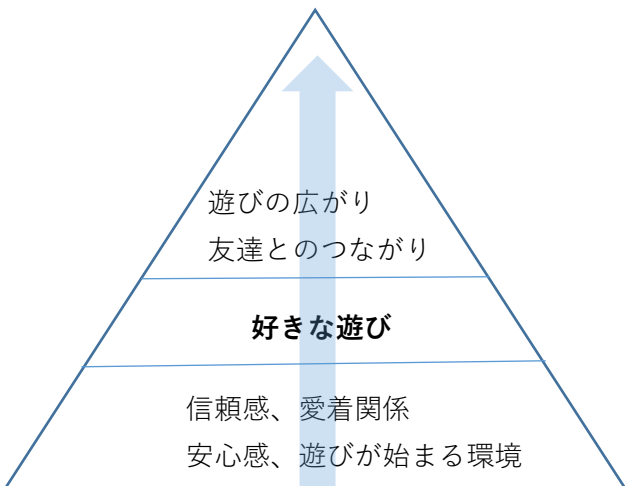 遊びの広がり
友達とのつながり
好きな遊び
信頼感、愛着関係
安心感、遊びが始まる環境